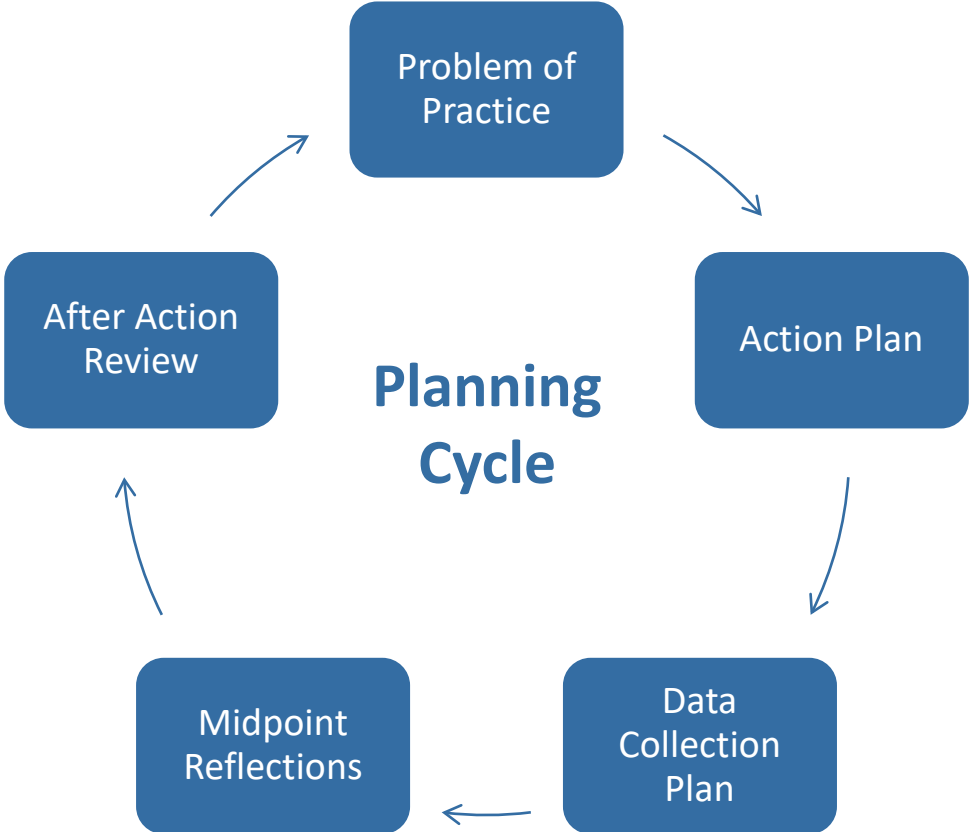 Problem of
Practice
Action Plan
Data
Collection
Plan
Midpoint
Reflections
After Action
Review
Planning
Cycle